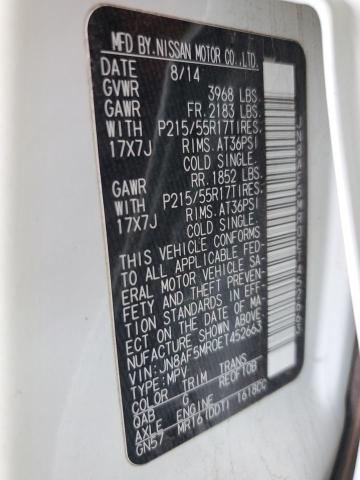 MFD BY. NISSAN MOTOR CO.,LTD.
DATE 8/14
GVWR 3968 LBS.
GAWR FR. 2183 LBS.
WITH P215/55R17TIRES.
17X7J RIMS. AT36PSI
COLD SINGLE.
GAWR RR. 1852 LBS.
WITH P215/55R17TIRES.
17X7J RIMS. AT36PSI
COLD SINGLE.
THIS VEHICLE CONFORMS
TO ALL APPLICABLE FED-
ERAL MOTOR VEHICLE SA-
FETY AND THEFT PREVEN-
TION STANDARDS IN EFF-
ECT ON THE DATE OF MA-
NUFACTURE SHOWN ABOVE.
VIN: JN8AF5MR0ET452663
TYPE: MPV
COLOR TRIM TRANS
QAB G RE0F10B
AXLE ENGINE
GN57 MR16(DDT) 1618CC